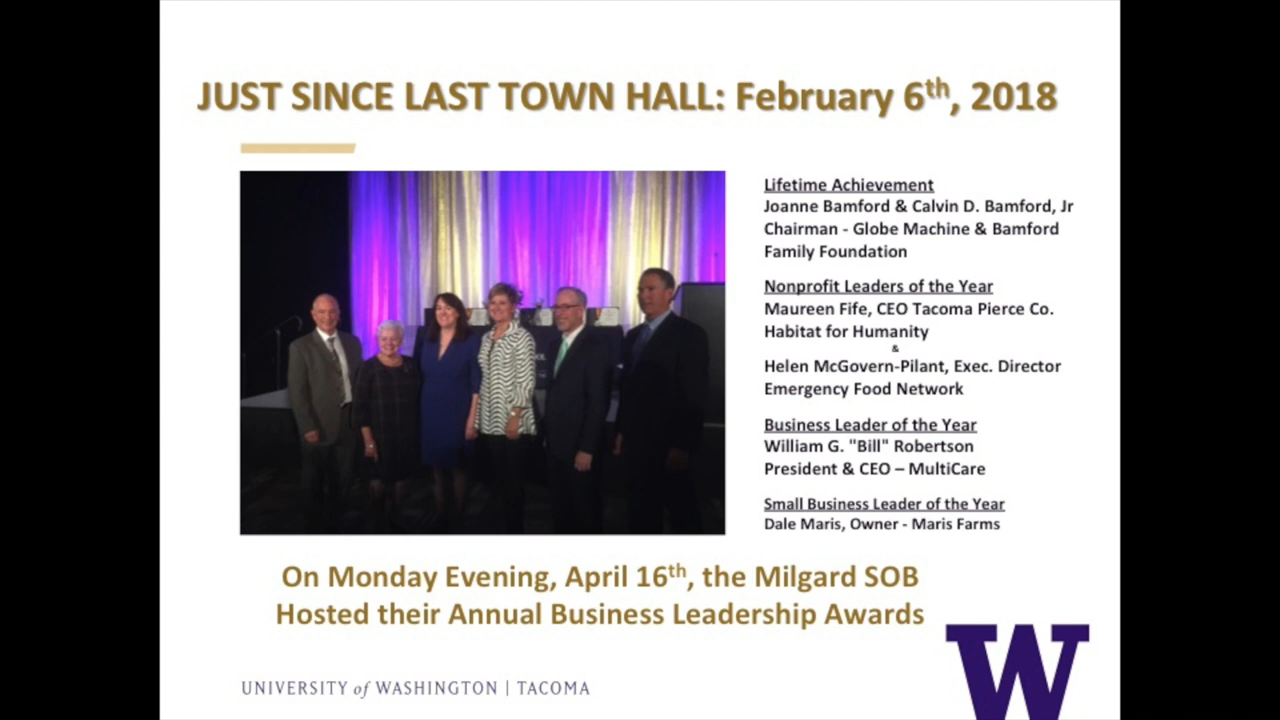 JUST SINCE LAST TOWN HALL: February 6th, 2018
Lifetime Achievement
Joanne Bamford & Calvin D. Bamford, Jr
Chairman - Globe Machine & Bamford
Family Foundation
Nonprofit Leaders of the Year
Maureen Fife, CEO Tacoma Pierce Co.
Habitat for Humanity
&
Helen McGovern-Pilant, Exec. Director
Emergency Food Network
Business Leader of the Year
William G. "Bill" Robertson
President & CEO – MultiCare
Small Business Leader of the Year
Dale Maris, Owner - Maris Farms
On Monday Evening, April 16th, the Milgard SOB
Hosted their Annual Business Leadership Awards
W
UNIVERSITY of WASHINGTON | TACOMA